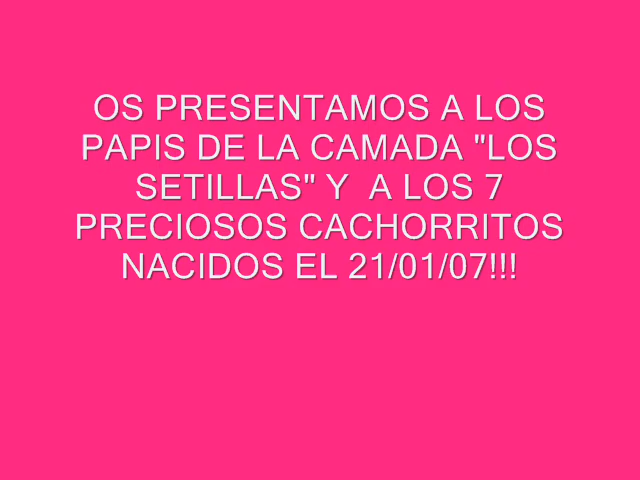 OS PRESENTAMOS A LOS
PAPIS DE LA CAMADA "LOS
SETILLAS" Y  A LOS 7
PRECIOSOS CACHORRITOS
NACIDOS EL 21/01/07!!!